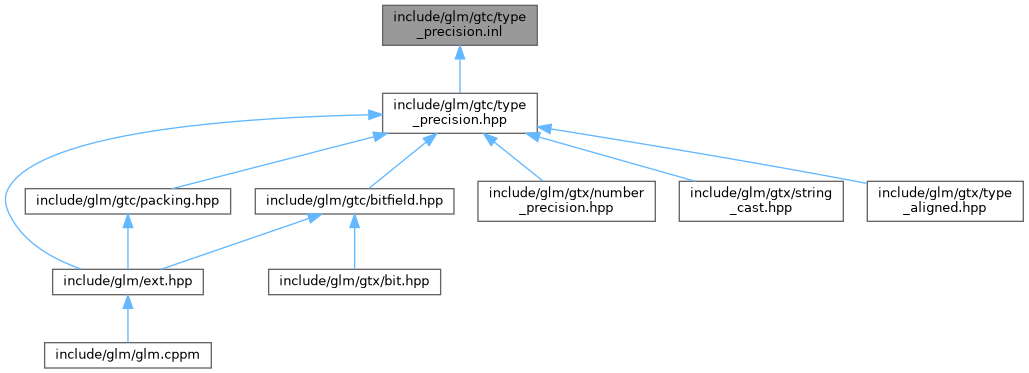 include/glm/gtc/type
_precision.inl
include/glm/gtc/type
_precision.hpp
include/glm/gtc/packing.hpp
include/glm/gtc/bitfield.hpp
include/glm/gtx/number
_precision.hpp
include/glm/gtx/string
_cast.hpp
include/glm/gtx/type
_aligned.hpp
include/glm/ext.hpp
include/glm/gtx/bit.hpp
include/glm/glm.cppm